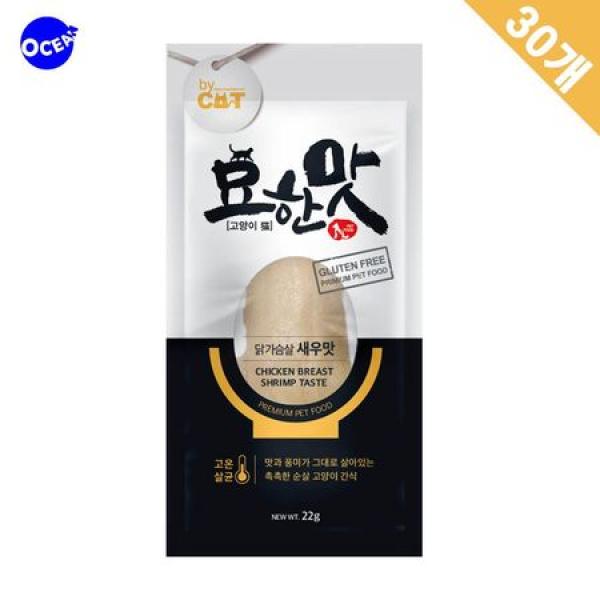 OCEAN
30개
by
CAT
묘한맛
[고양이 猫]
GLUTEN FREE
PREMIUM PET FOOD
닭가슴살 새우맛
CHICKEN BREAST
SHRIMP TASTE
PREMIUM PET FOOD
고온
살균
맛과 풍미가 그대로 살아있는
촉촉한 순살 고양이 간식
NEW WT. 22g